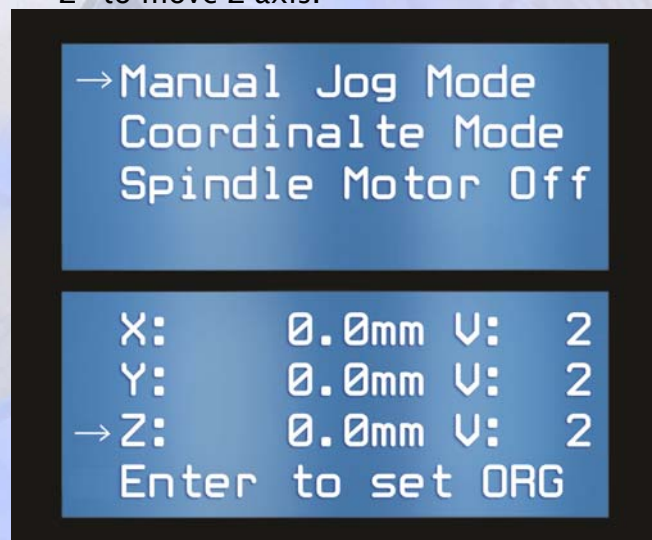 to move Z axis.
→Manual Jog Mode
Coordinalte Mode
Spindle Motor Off
X: 0.0mm V: 2
Y: 0.0mm V: 2
→Z: 0.0mm V: 2
Enter to set ORG